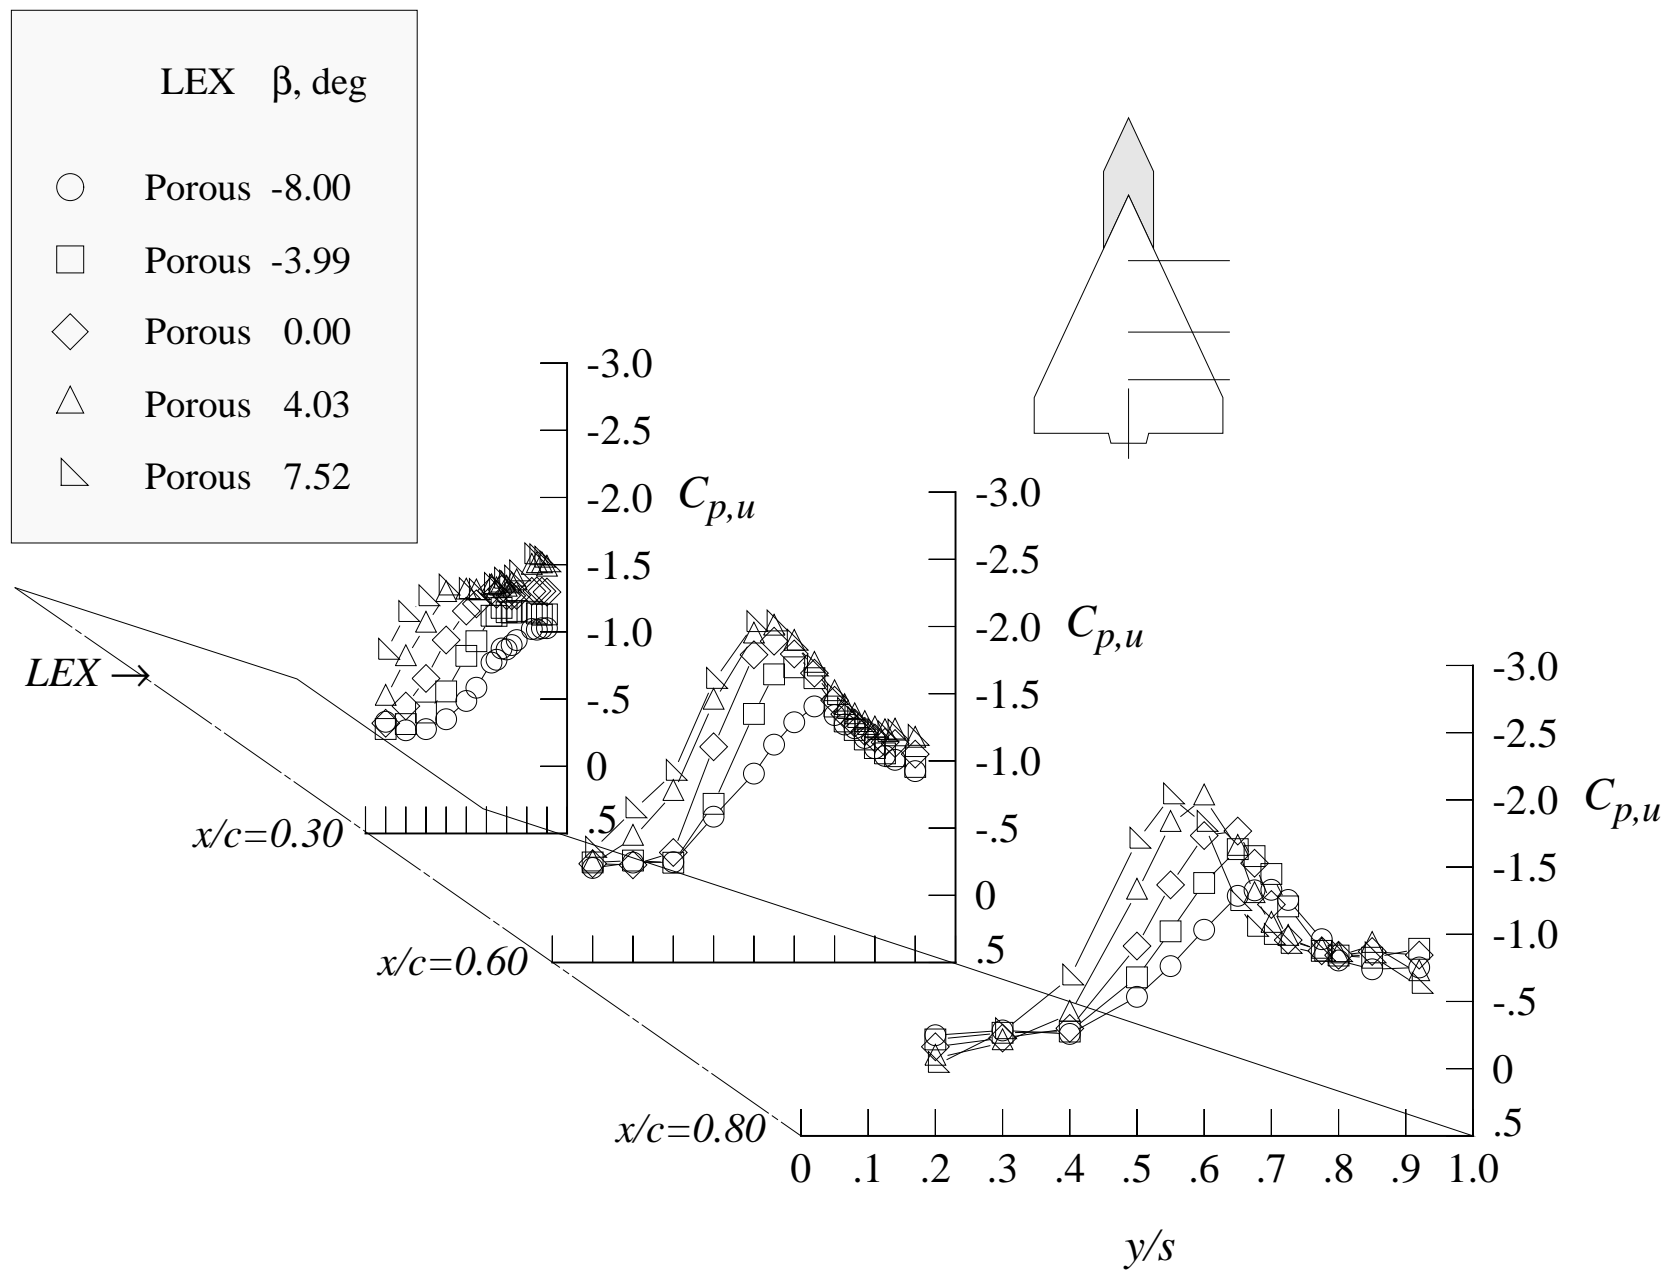 LEX β, deg
Porous -8.00
Porous -3.99
Porous 0.00
Porous 4.03
Porous 7.52
-3.0
-2.5
-2.0
-1.5
-1.0
-.5
0
.5
Cp,u
-3.0
-2.5
-2.0
-1.5
-1.0
-.5
0
.5
Cp,u
-3.0
-2.5
-2.0
-1.5
-1.0
-.5
0
.5
Cp,u
LEX →
x/c=0.30
x/c=0.60
x/c=0.80
0 .1 .2 .3 .4 .5 .6 .7 .8 .9 1.0
y/s